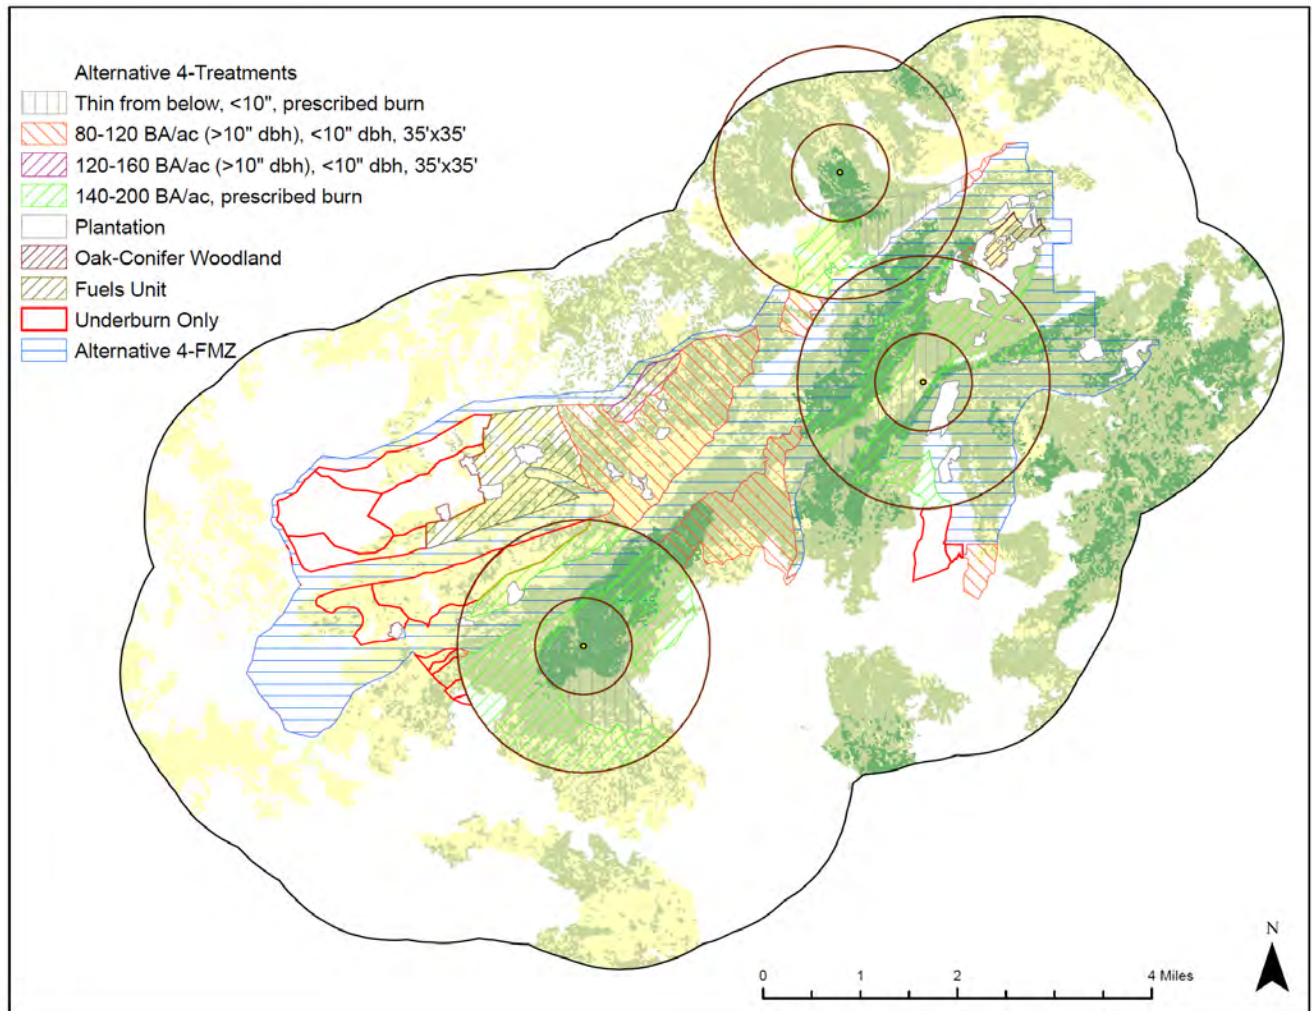 Alternative 4-Treatments
Thin from below, <10", prescribed burn
80-120 BA/ac (>10" dbh), <10" dbh, 35'x35'
120-160 BA/ac (>10" dbh), <10" dbh, 35'x35'
140-200 BA/ac, prescribed burn
Plantation
Oak-Conifer Woodland
Fuels Unit
Underburn Only
Alternative 4-FMZ
N
0 1 2 4 Miles